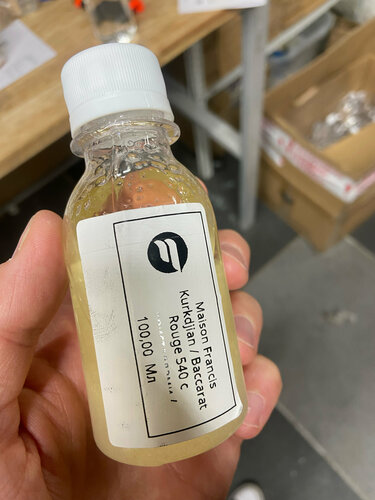 Maison Francis
Kurkdjian / Baccarat
Rouge 540 с
/
100,00 Мл